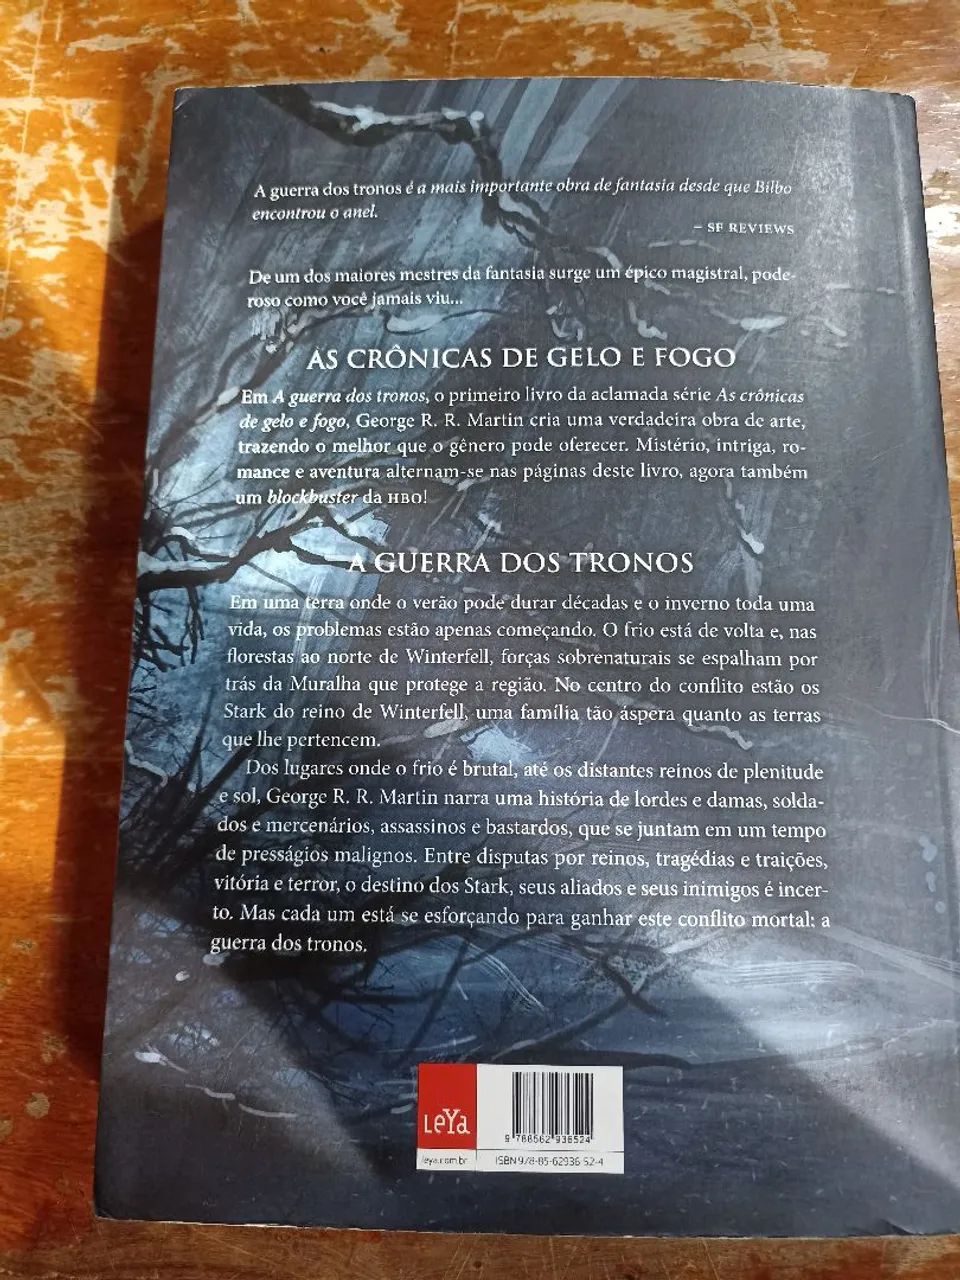 A guerra dos tronos é a mais importante obra de fantasia desde que Bilbo
encontrou o anel.
– SF REVIEWS
De um dos maiores mestres da fantasia surge um épico magistral, pode-
roso como você jamais viu...
AS CRÔNICAS DE GELO E FOGO
Em A guerra dos tronos, o primeiro livro da aclamada série As crônicas
de gelo e fogo, George R. R. Martin cria uma verdadeira obra de arte,
trazendo o melhor que o gênero pode oferecer. Mistério, intriga, ro-
mance e aventura alternam-se nas páginas deste livro, agora também
um blockbuster da HBO!
A GUERRA DOS TRONOS
Em uma terra onde o verão pode durar décadas e o inverno toda uma
vida, os problemas estão apenas começando. O frio está de volta e, nas
florestas ao norte de Winterfell, forças sobrenaturais se espalham por
trás da Muralha que protege a região. No centro do conflito estão os
Stark do reino de Winterfell, uma família tão áspera quanto as terras
que lhe pertencem.
Dos lugares onde o frio é brutal, até os distantes reinos de plenitude
e sol, George R. R. Martin narra uma história de lordes e damas, solda-
dos e mercenários, assassinos e bastardos, que se juntam em um tempo
de presságios malignos. Entre disputas por reinos, tragédias e traições,
vitória e terror, o destino dos Stark, seus aliados e seus inimigos é incer-
to. Mas cada um está se esforçando para ganhar este conflito mortal: a
guerra dos tronos.
LeYa
9 788562 936524
leya.com.br
ISBN 978-85-62936-52-4